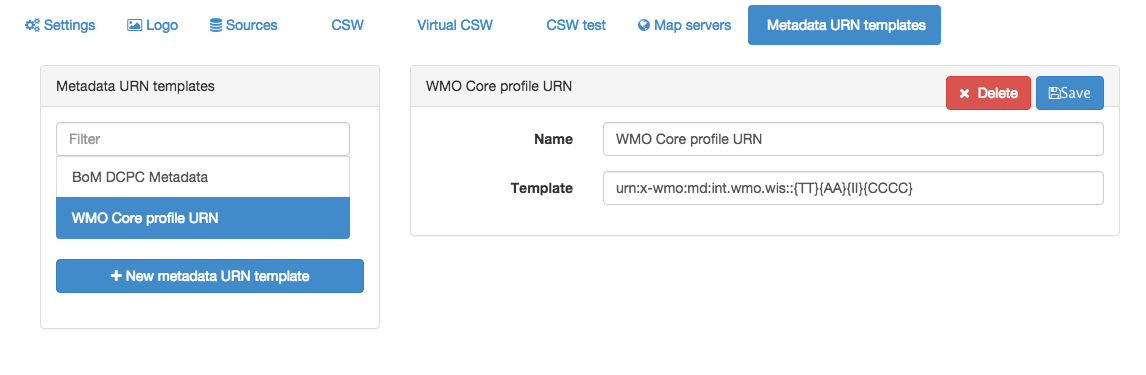 Settings Logo Sources CSW Virtual CSW CSW test Map servers Metadata URN templates
Metadata URN templates
Filter
BoM DCPC Metadata
WMO Core profile URN
New metadata URN template
WMO Core profile URN
Delete Save
Name WMO Core profile URN
Template urn:x-wmo:md:int.wmo.wis::{TT}{AA}{II}{CCCC}